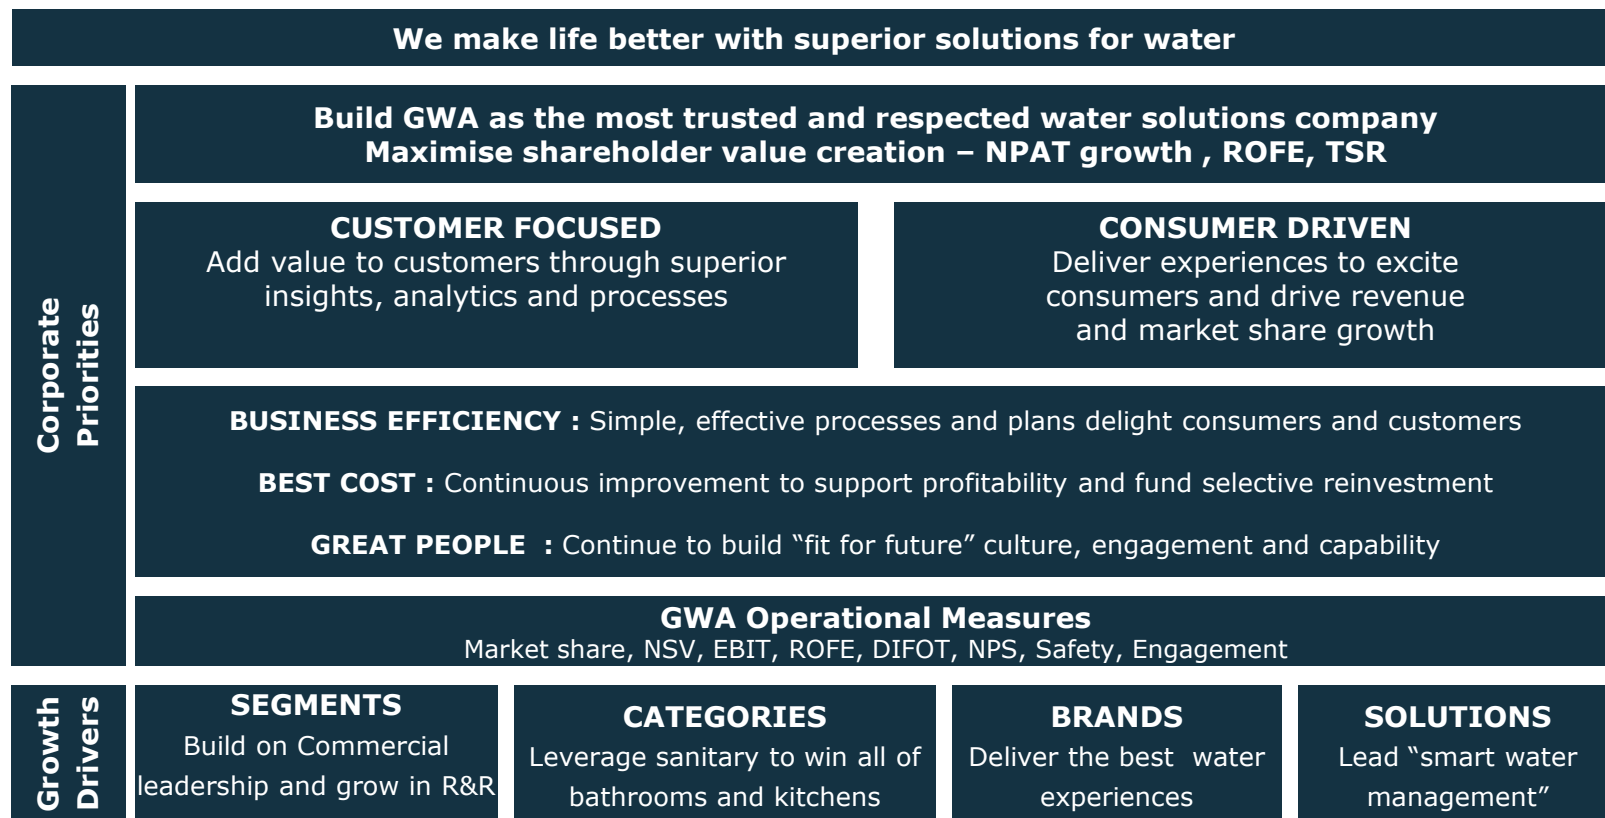 We make life better with superior solutions for water
Corporate
Priorities
Build GWA as the most trusted and respected water solutions company
Maximise shareholder value creation – NPAT growth , ROFE, TSR
CUSTOMER FOCUSED
Add value to customers through superior
insights, analytics and processes
CONSUMER DRIVEN
Deliver experiences to excite
consumers and drive revenue
and market share growth
BUSINESS EFFICIENCY : Simple, effective processes and plans delight consumers and customers
BEST COST : Continuous improvement to support profitability and fund selective reinvestment
GREAT PEOPLE  : Continue to build “fit for future” culture, engagement and capability
GWA Operational Measures
Market share, NSV, EBIT, ROFE, DIFOT, NPS, Safety, Engagement
Growth
Drivers
SEGMENTS
Build on Commercial
leadership and grow in R&R
CATEGORIES
Leverage sanitary to win all of
bathrooms and kitchens
BRANDS
Deliver the best  water
experiences
SOLUTIONS
Lead “smart water
management”